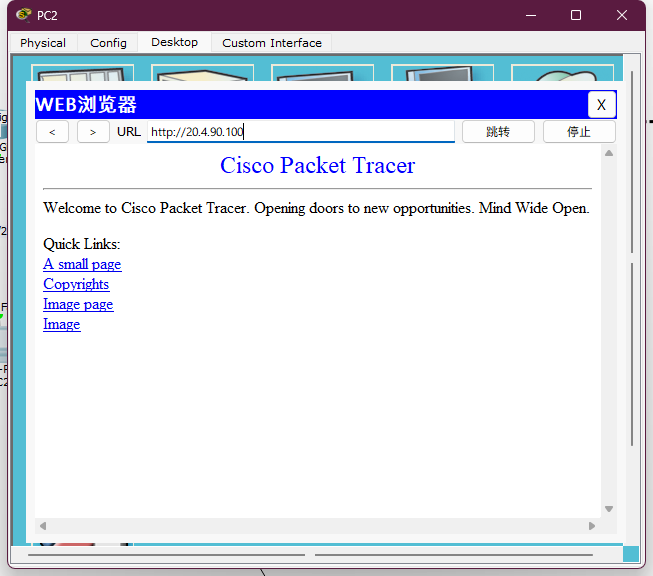 PC2
Physical Config Desktop Custom Interface
WEB浏览器 X
< > URL http://20.4.90.100 跳转 停止
Cisco Packet Tracer
Welcome to Cisco Packet Tracer. Opening doors to new opportunities. Mind Wide Open.
Quick Links:
A small page
Copyrights
Image page
Image